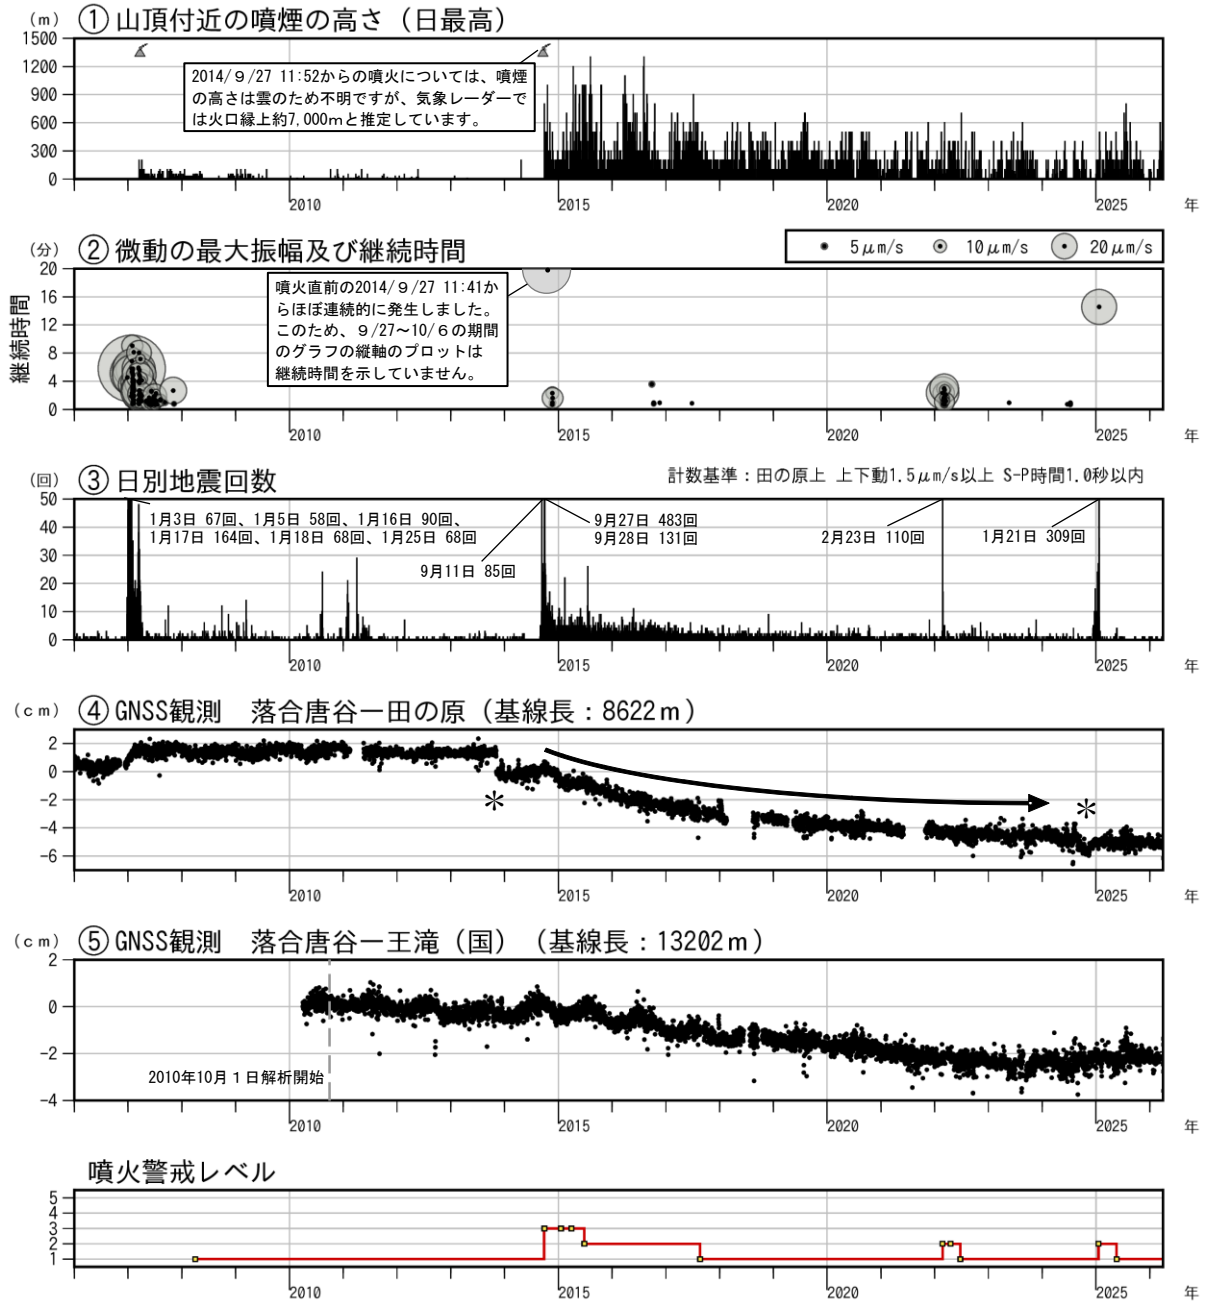 (m) ①山頂付近の噴煙の高さ（日最高）
1500
1200
900
600
300
0
2014/９/27 11:52からの噴火については、噴煙
の高さは雲のため不明ですが、気象レーダーで
は火口縁上約7,000mと推定しています。
2010 2015 2020 2025 年
(分) ②微動の最大振幅及び継続時間
5μm/s 10μm/s 20μm/s
継続時間
20
16
12
8
4
0
噴火直前の2014/９/27 11:41か
らほぼ連続的に発生しました。
このため、９/27～10/６の期間
のグラフの縦軸のプロットは
継続時間を示していません。
2010 2015 2020 2025 年
(回) ③日別地震回数
計数基準：田の原上 上下動1.5μm/s以上 S-P時間1.0秒以内
50
40
30
20
10
0
1月3日 67回、1月5日 58回、1月16日 90回、
1月17日 164回、1月18日 68回、1月25日 68回
9月11日 85回
9月27日 483回
9月28日 131回
2月23日 110回
1月21日 309回
2010 2015 2020 2025 年
(cm) ④GNSS観測　落合唐谷－田の原（基線長：8622m）
2
0
-2
-4
-6
＊
＊
2010 2015 2020 2025 年
(cm) ⑤GNSS観測　落合唐谷－王滝（国）（基線長：13202m）
2
0
-2
-4
2010年10月１日解析開始
2010 2015 2020 2025 年
噴火警戒レベル
5
4
3
2
1
2010 2015 2020 2025 年